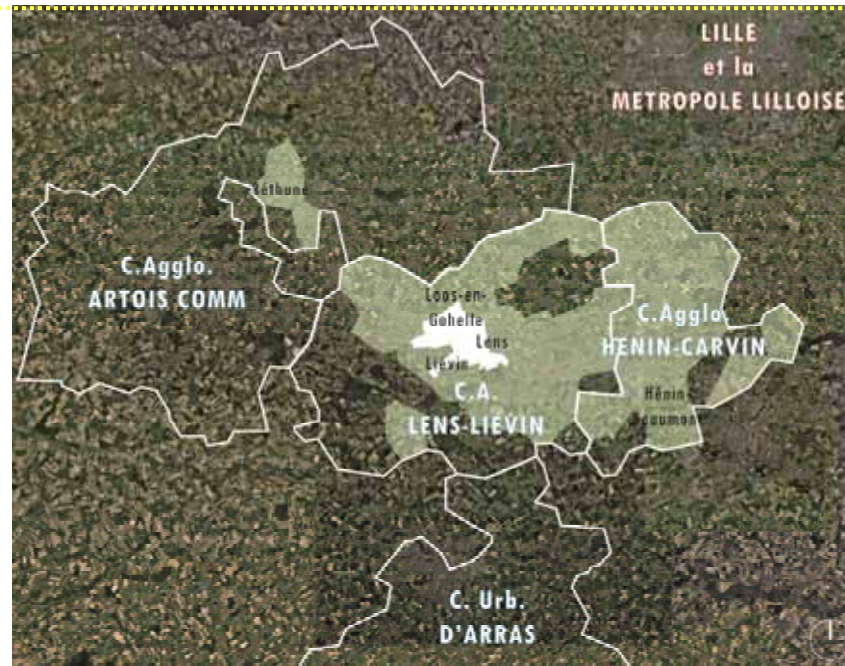 LILLE
et la
METROPOLE LILLOISE
Béthune
C.Agglo.
ARTOIS COMM
Loos-en-
Gohelle
Lens
Liévin
C.Agglo.
HENIN-CARVIN
C.A.
LENS-LIEVIN
Hénin
Beaumont
C. Urb.
D'ARRAS